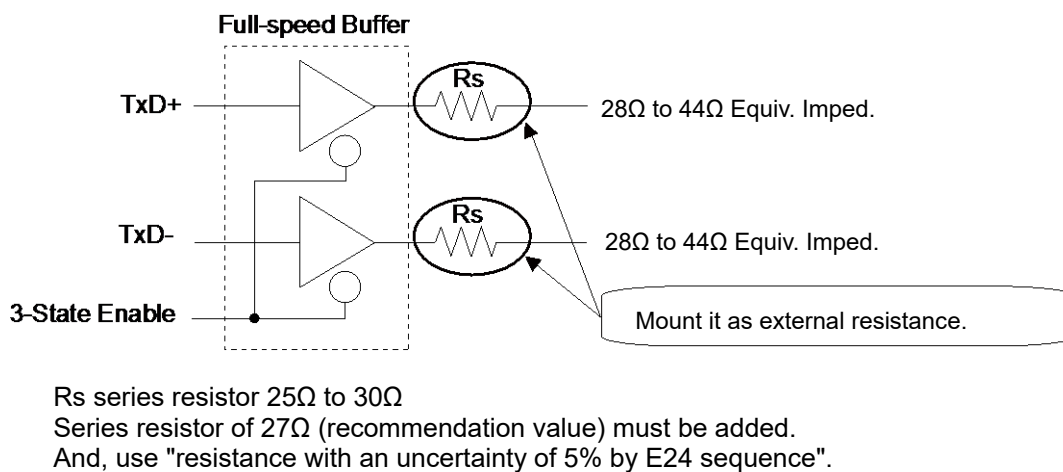 Full-speed Buffer
Rs
TxD+
28Ω to 44Ω Equiv. Imped.
Rs
TxD-
28Ω to 44Ω Equiv. Imped.
3-State Enable
Mount it as external resistance.
Rs series resistor 25Ω to 30Ω
Series resistor of 27Ω (recommendation value) must be added.
And, use "resistance with an uncertainty of 5% by E24 sequence".